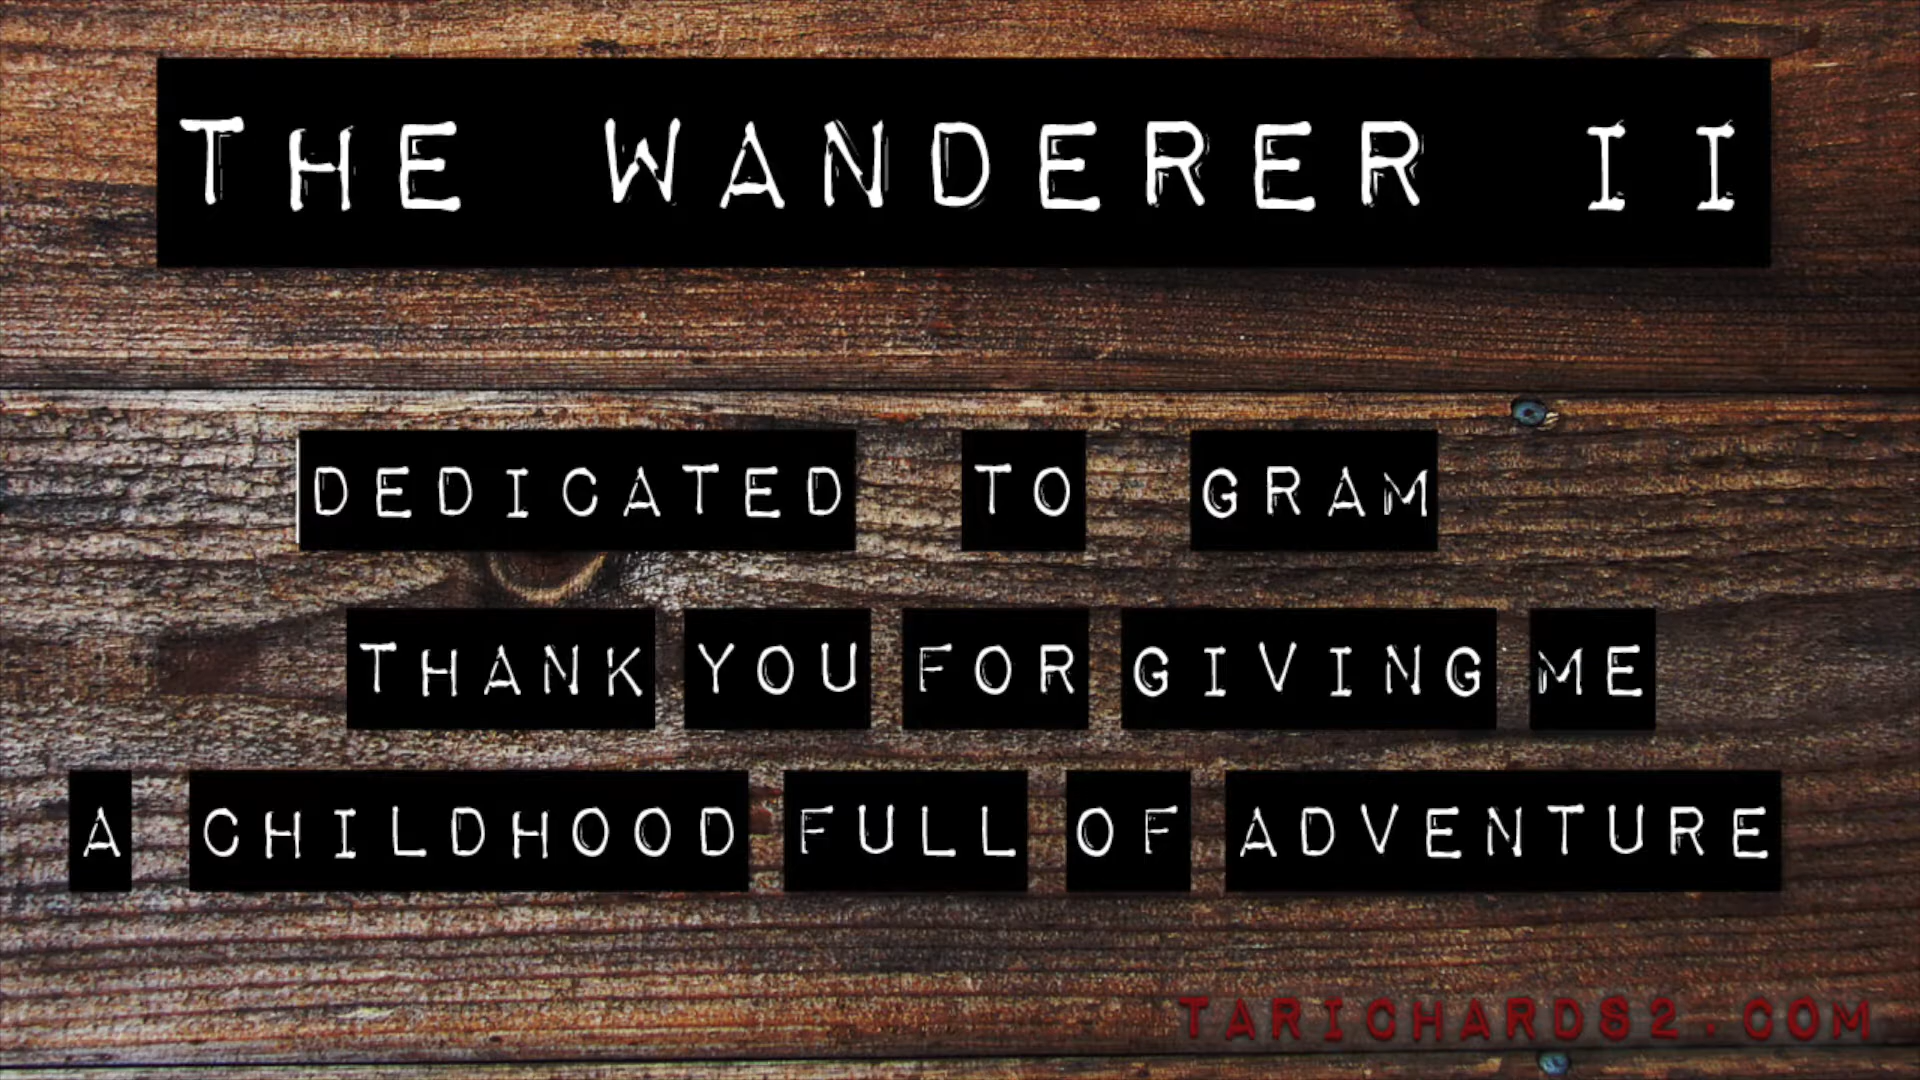 THE WANDERER II
DEDICATED TO GRAM
THANK YOU FOR GIVING ME
A CHILDHOOD FULL OF ADVENTURE
TARICHARDS2.COM